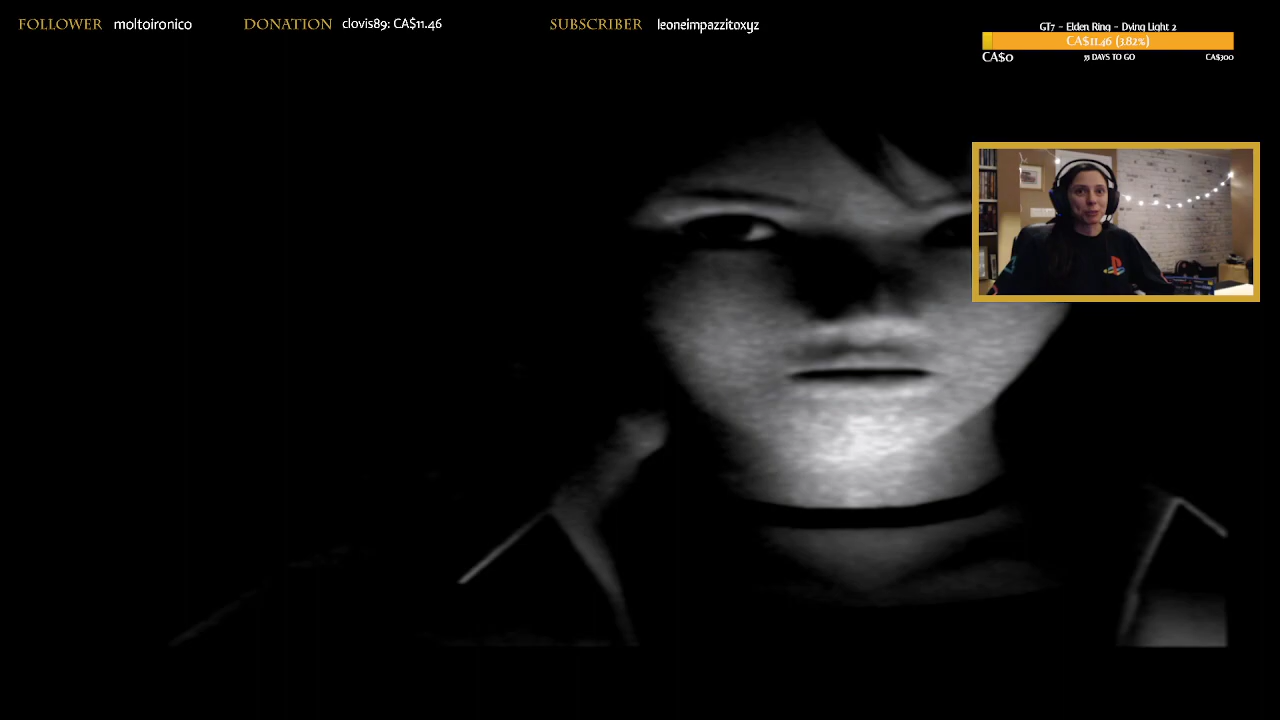 FOLLOWER moltoironico DONATION clovis89: CA$11.46 SUBSCRIBER leoneimpazzitoxyz
GT7 - Elden Ring - Dying Light 2
CA$11.46 (3.82%)
CA$0 33 DAYS TO GO CA$300